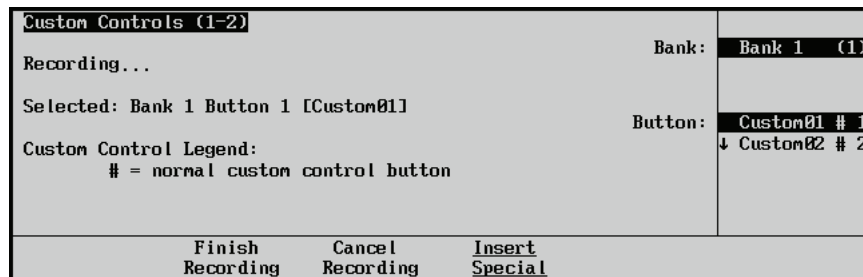 Custom Controls (1-2)
Bank:
Bank 1 (1)
Recording...
Selected: Bank 1 Button 1 [Custom01]
Button:
Custom01 # 1
↓ Custom02 # 2
Custom Control Legend:
# = normal custom control button
Finish Recording
Cancel Recording
Insert Special